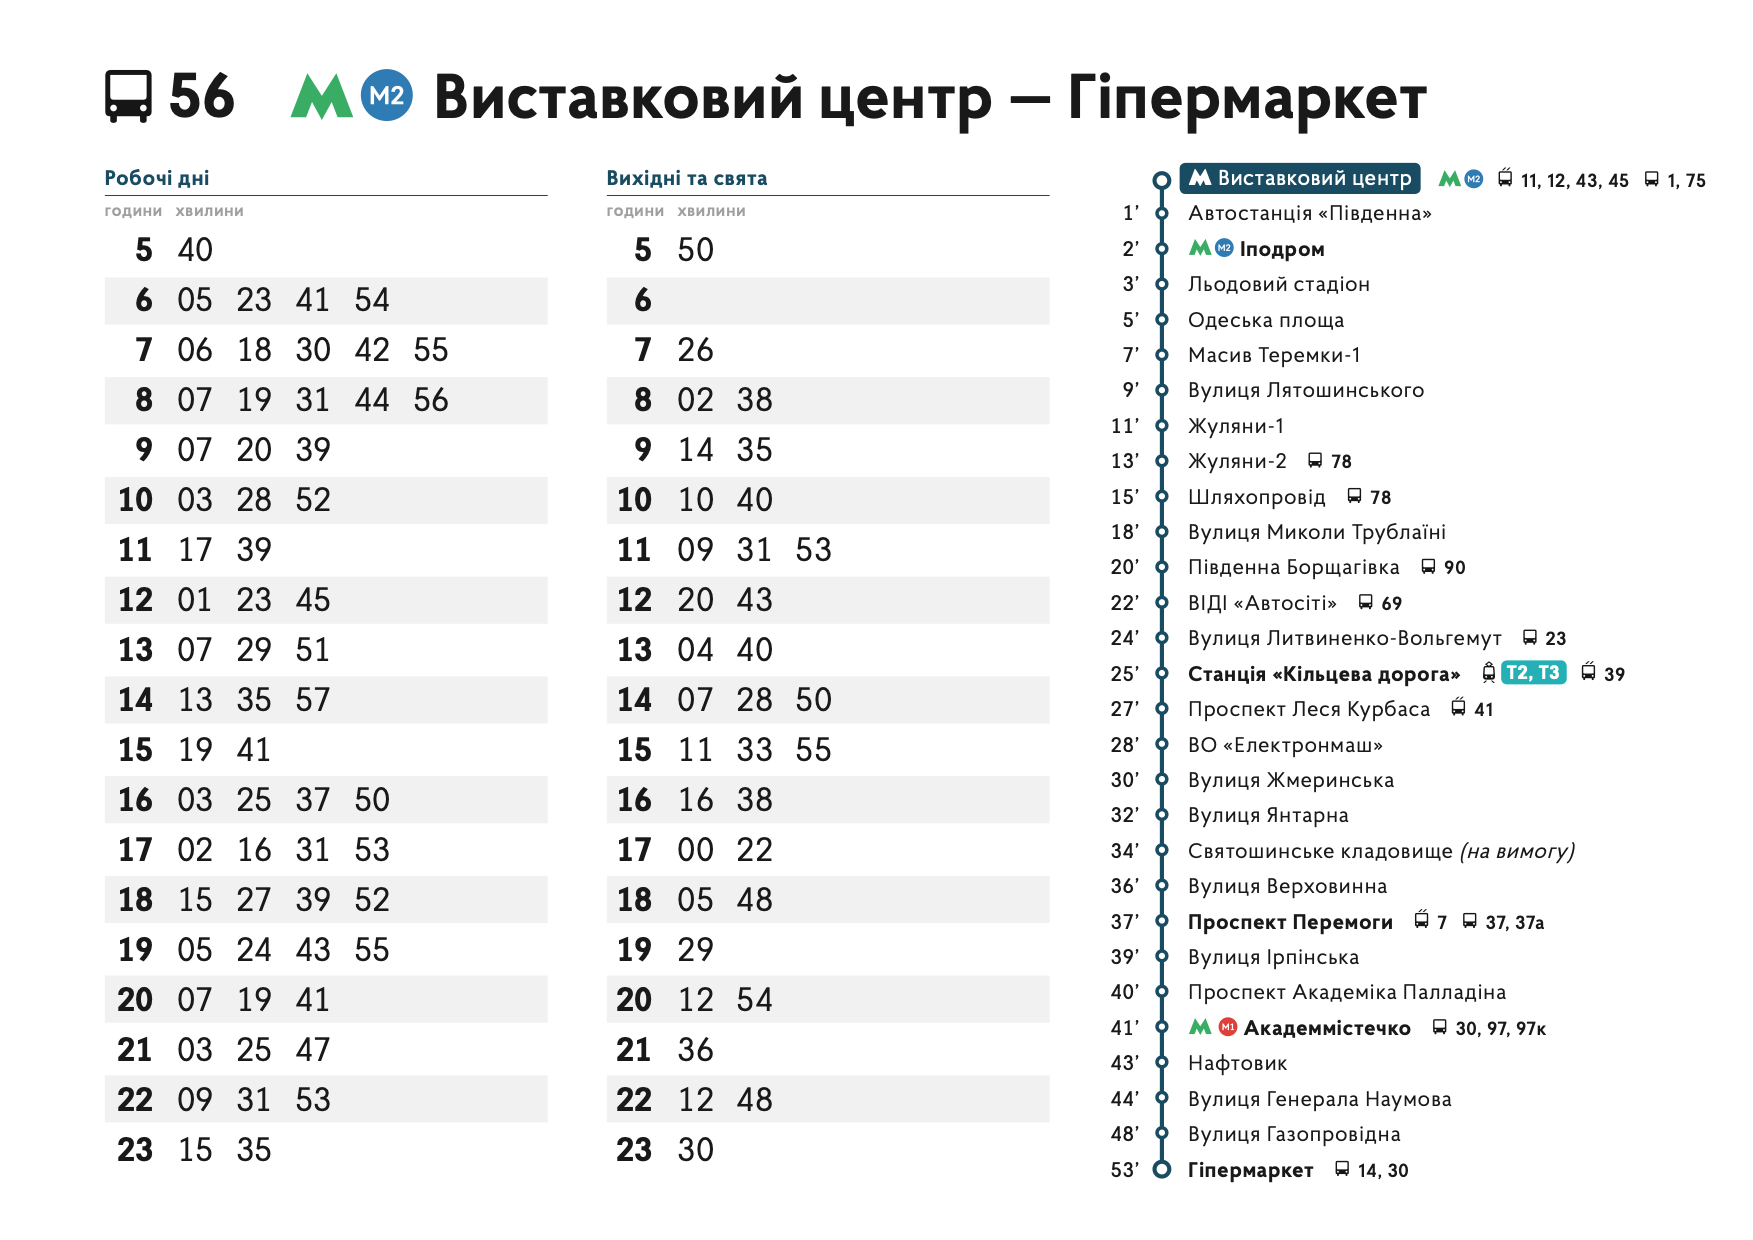 56 M2 Виставковий центр — Гіпермаркет
Робочі дні
години хвилини
5 40
6 05 23 41 54
7 06 18 30 42 55
8 07 19 31 44 56
9 07 20 39
10 03 28 52
11 17 39
12 01 23 45
13 07 29 51
14 13 35 57
15 19 41
16 03 25 37 50
17 02 16 31 53
18 15 27 39 52
19 05 24 43 55
20 07 19 41
21 03 25 47
22 09 31 53
23 15 35
Вихідні та свята
години хвилини
5 50
6
7 26
8 02 38
9 14 35
10 10 40
11 09 31 53
12 20 43
13 04 40
14 07 28 50
15 11 33 55
16 16 38
17 00 22
18 05 48
19 29
20 12 54
21 36
22 12 48
23 30
Виставковий центр M2 11, 12, 43, 45 1, 75
1’ Автостанція «Південна»
2’ M2 Іподром
3’ Льодовий стадіон
5’ Одеська площа
7’ Масив Теремки-1
9’ Вулиця Лятошинського
11’ Жуляни-1
13’ Жуляни-2 78
15’ Шляхопровід 78
18’ Вулиця Миколи Трублаїні
20’ Південна Борщагівка 90
22’ ВІДІ «Автосіті» 69
24’ Вулиця Литвиненко-Вольгемут 23
25’ Станція «Кільцева дорога» Т2, Т3 39
27’ Проспект Леся Курбаса 41
28’ ВО «Електронмаш»
30’ Вулиця Жмеринська
32’ Вулиця Янтарна
34’ Святошинське кладовище (на вимогу)
36’ Вулиця Верховинна
37’ Проспект Перемоги 7 37, 37а
39’ Вулиця Ірпінська
40’ Проспект Академіка Палладіна
41’ M1 Академмістечко 30, 97, 97к
43’ Нафтовик
44’ Вулиця Генерала Наумова
48’ Вулиця Газопровідна
53’ Гіпермаркет 14, 30